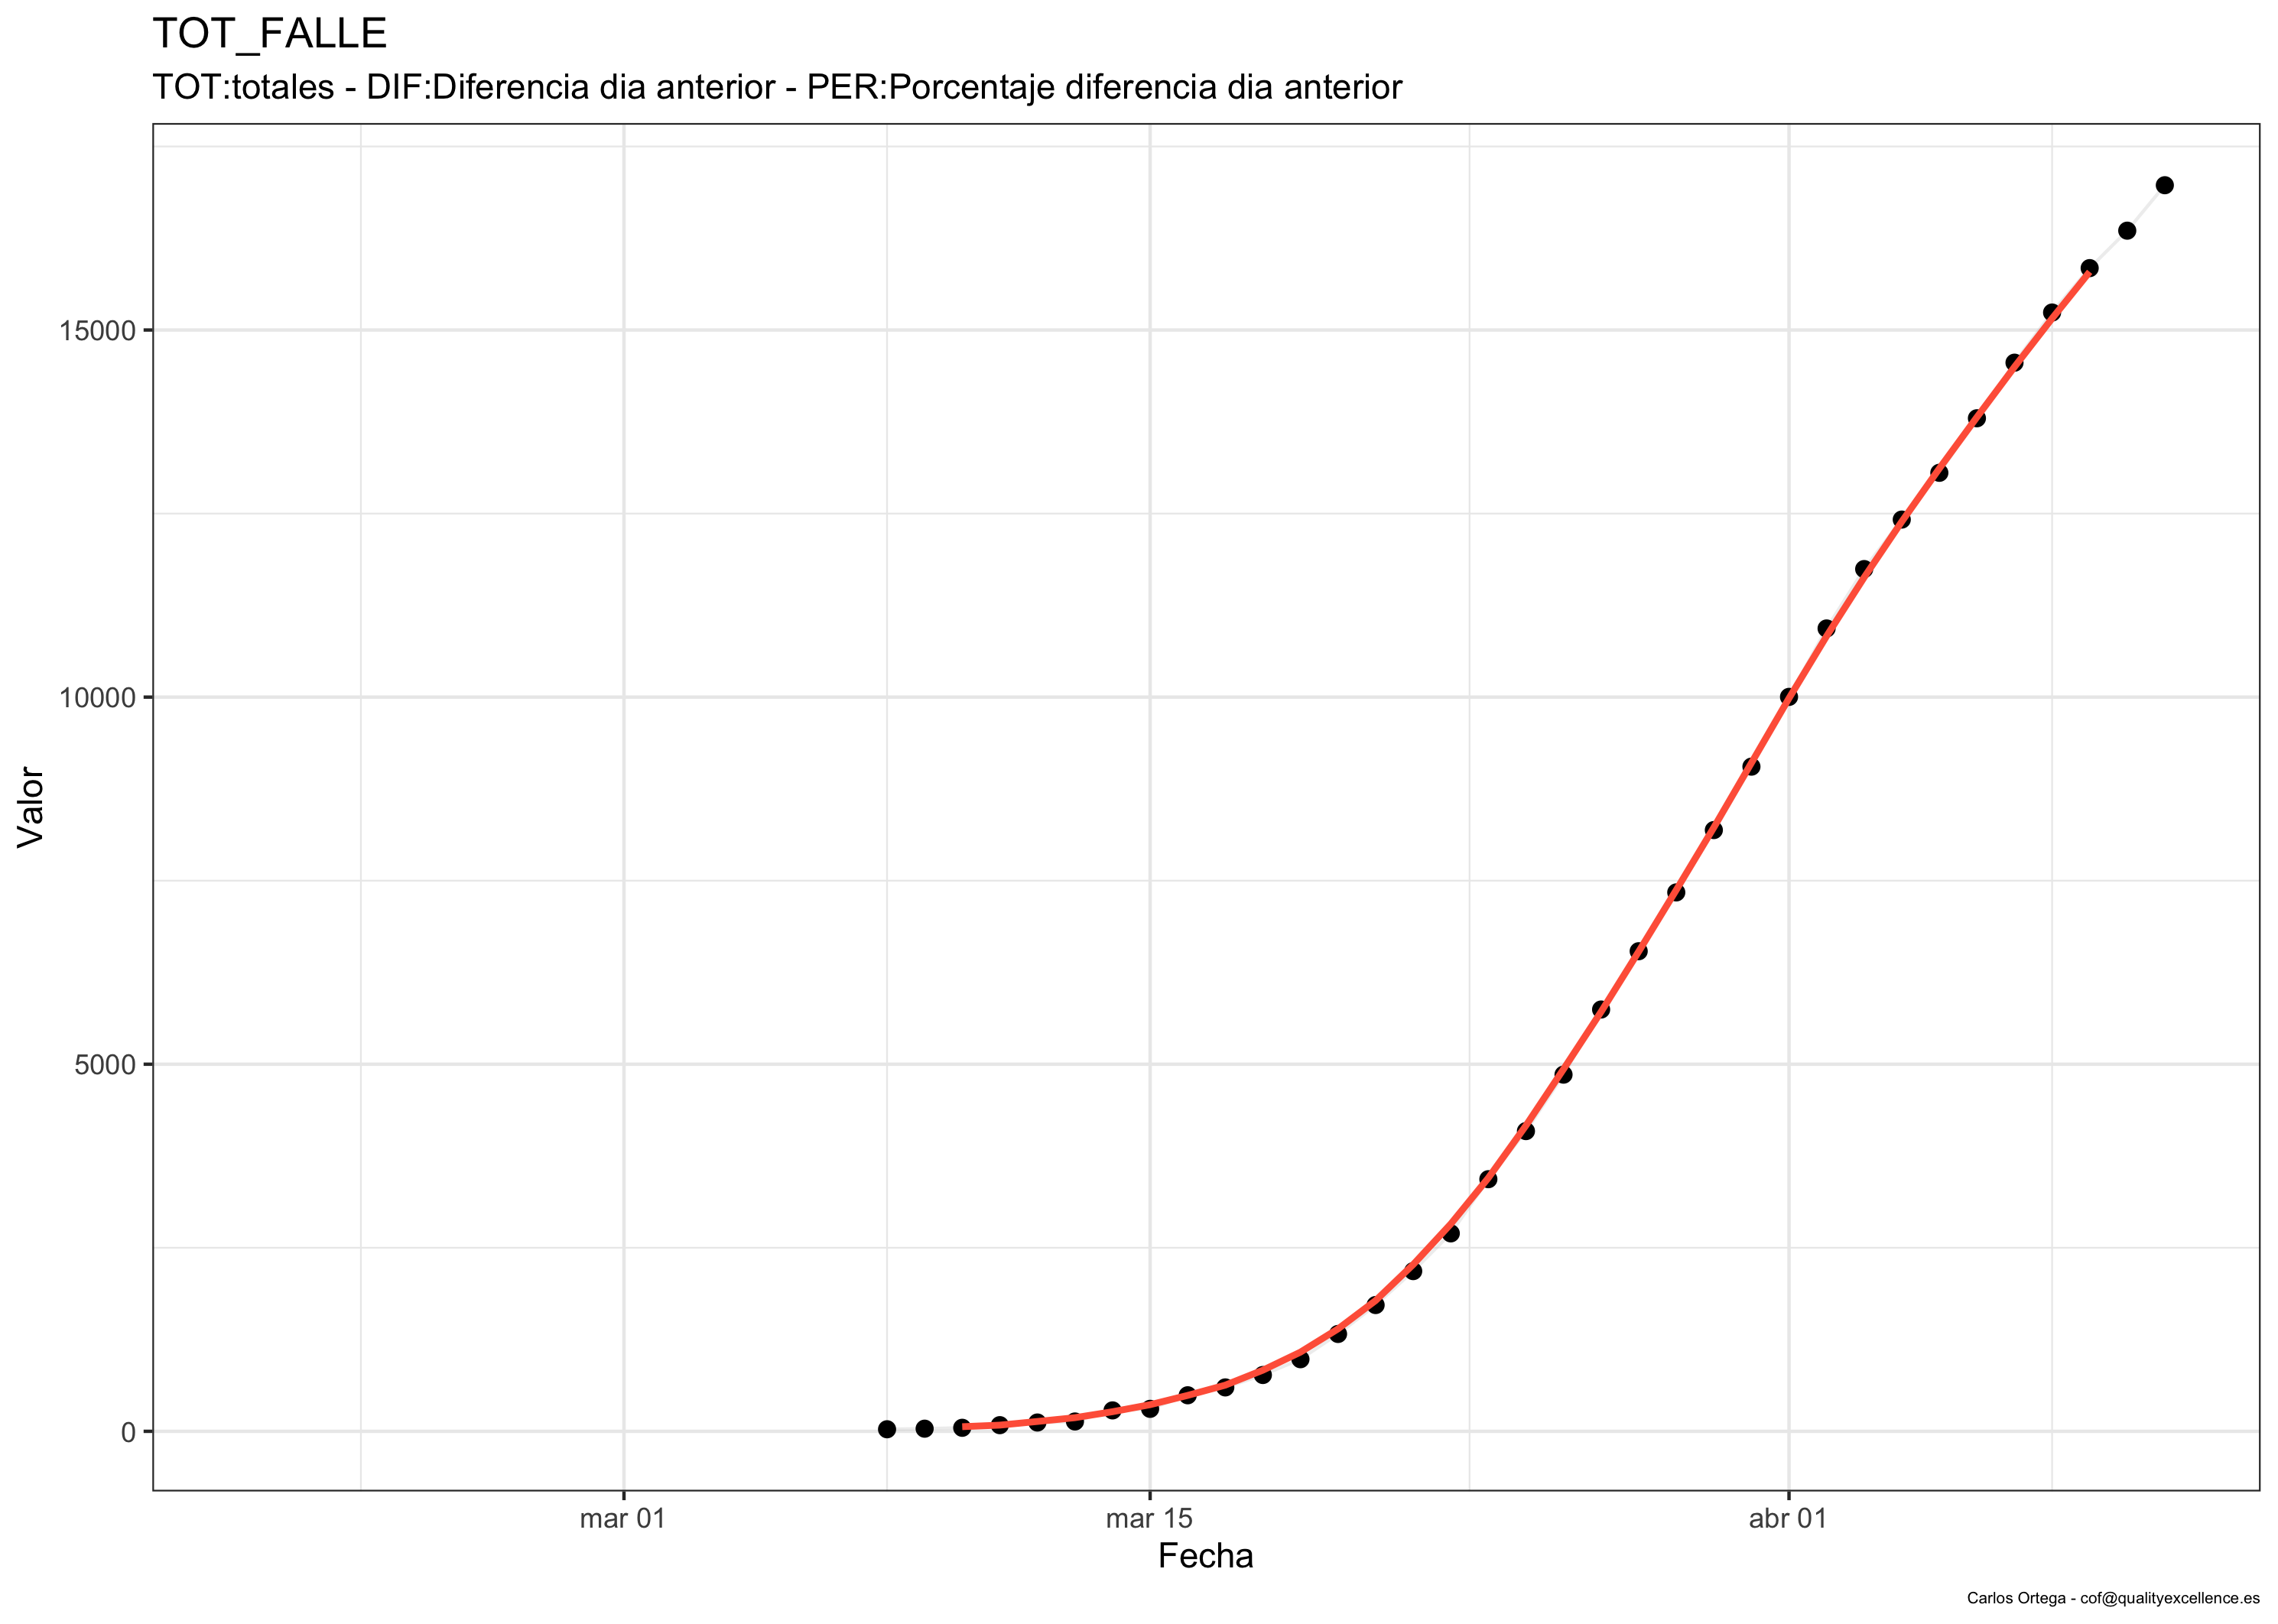 TOT_FALLE
TOT:totales - DIF:Diferencia dia anterior - PER:Porcentaje diferencia dia anterior
Valor
15000
10000
5000
0
mar 01
mar 15
abr 01
Fecha
Carlos Ortega - cof@qualityexcellence.es